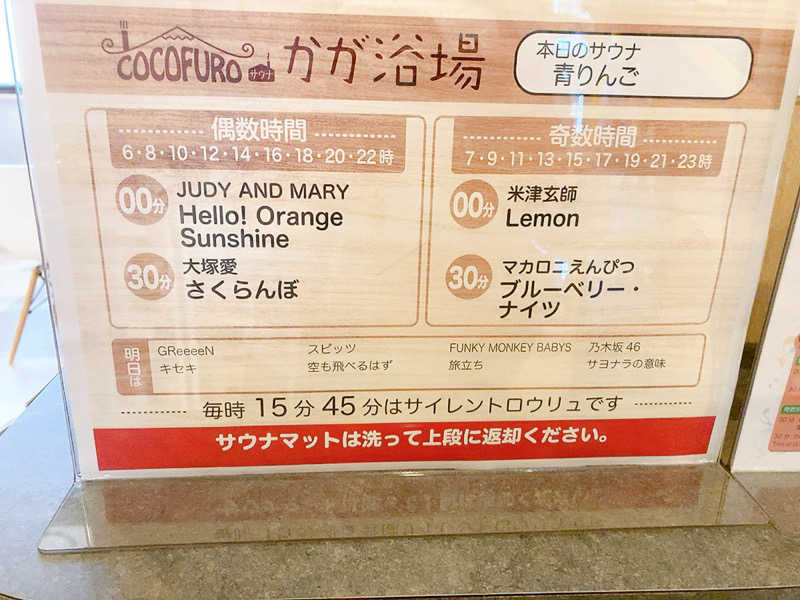 COCOFURO サウナ かが浴場
本日のサウナ
青りんご
偶数時間
6・8・10・12・14・16・18・20・22時
00分 JUDY AND MARY
Hello! Orange
Sunshine
30分 大塚愛
さくらんぼ
奇数時間
7・9・11・13・15・17・19・21・23時
00分 米津玄師
Lemon
30分 マカロニえんぴつ
ブルーベリー・
ナイツ
明日は
GReeeeN
キセキ
スピッツ
空も飛べるはず
FUNKY MONKEY BABYS
旅立ち
乃木坂46
サヨナラの意味
毎時 15分 45分はサイレントロウリュです
サウナマットは洗って上段に返却ください。